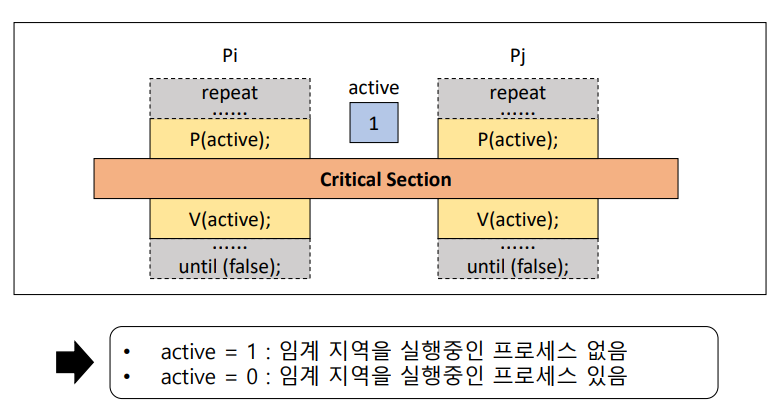 Pi
Pj
repeat
......
active
repeat
......
P(active);
1
P(active);
Critical Section
V(active);
V(active);
......
until (false);
......
until (false);
• active = 1 : 임계 지역을 실행중인 프로세스 없음
• active = 0 : 임계 지역을 실행중인 프로세스 있음